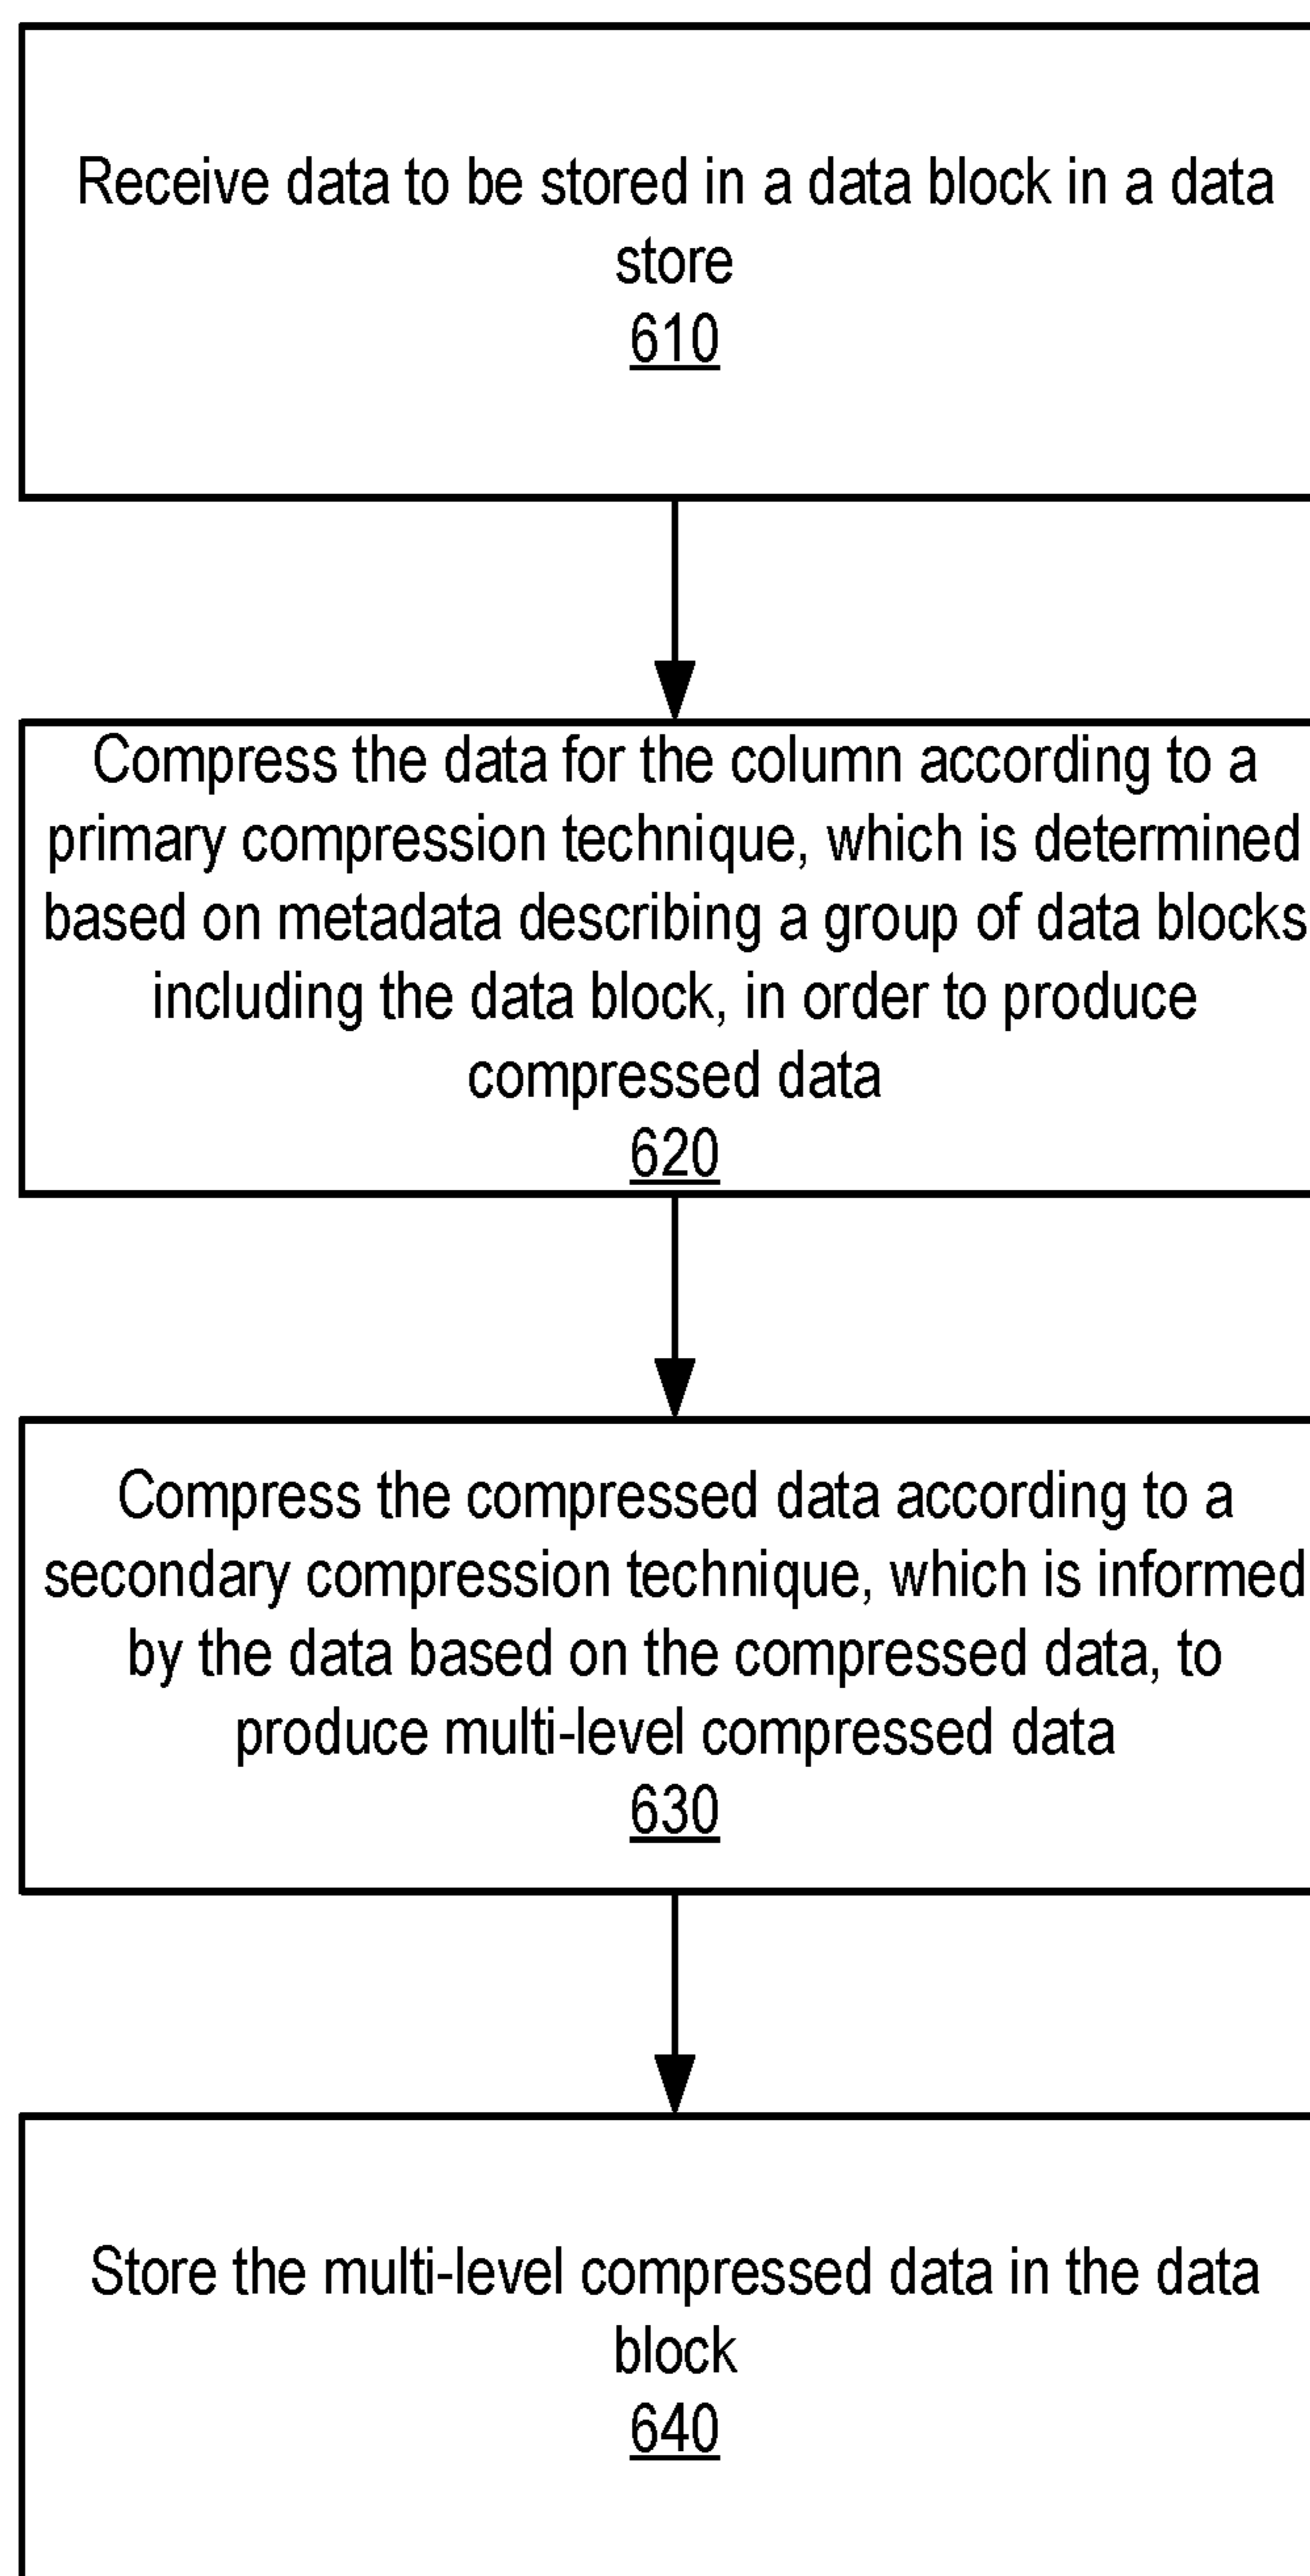 Receive data to be stored in a data block in a data
store
610
Compress the data for the column according to a
primary compression technique, which is determined
based on metadata describing a group of data blocks
including the data block, in order to produce
compressed data
620
Compress the compressed data according to a
secondary compression technique, which is informed
by the data based on the compressed data, to
produce multi-level compressed data
630
Store the multi-level compressed data in the data
block
640